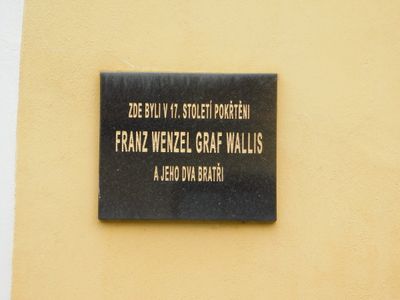 ZDE BYLI V 17. STOLETÍ POKŘTĚNI
FRANZ WENZEL GRAF WALLIS
A JEHO DVA BRATŘI